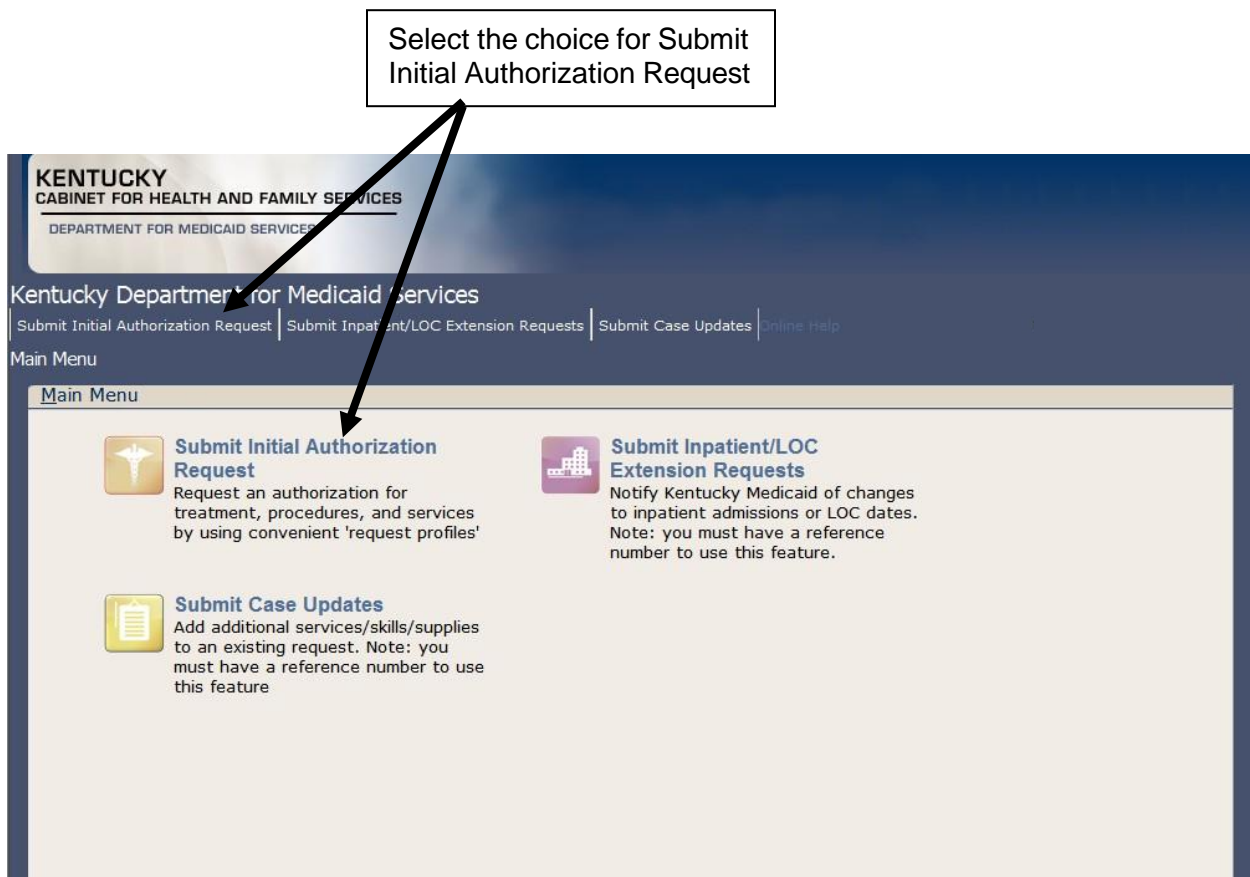 Select the choice for Submit
Initial Authorization Request
KENTUCKY
CABINET FOR HEALTH AND FAMILY SERVICES
DEPARTMENT FOR MEDICAID SERVICES
Kentucky Department for Medicaid Services
Submit Initial Authorization Request Submit Inpatient/LOC Extension Requests Submit Case Updates Online Help
Main Menu
Main Menu
Submit Initial Authorization
Request
Request an authorization for
treatment, procedures, and services
by using convenient 'request profiles'
Submit Inpatient/LOC
Extension Requests
Notify Kentucky Medicaid of changes
to inpatient admissions or LOC dates.
Note: you must have a reference
number to use this feature.
Submit Case Updates
Add additional services/skills/supplies
to an existing request. Note: you
must have a reference number to use
this feature